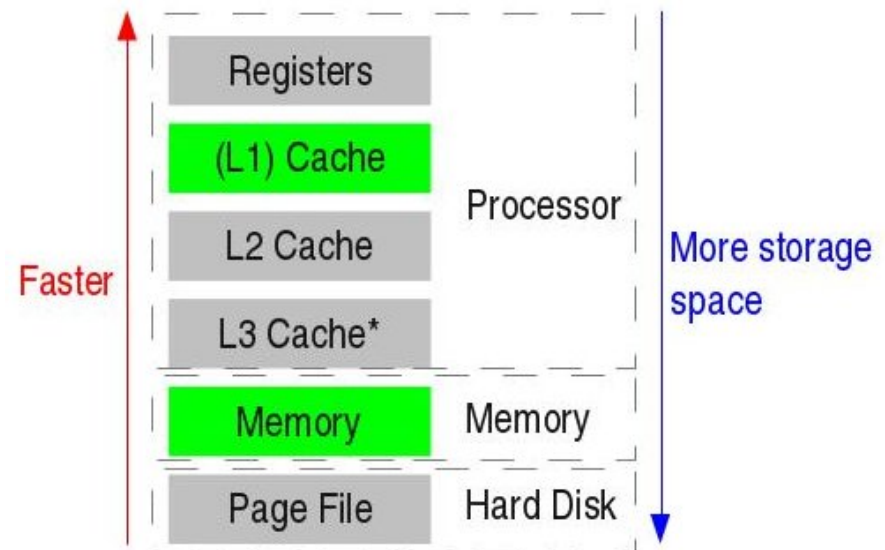 Registers
(L1) Cache
Processor
L2 Cache
More storage
space
Faster
L3 Cache*
Memory
Memory
Page File
Hard Disk